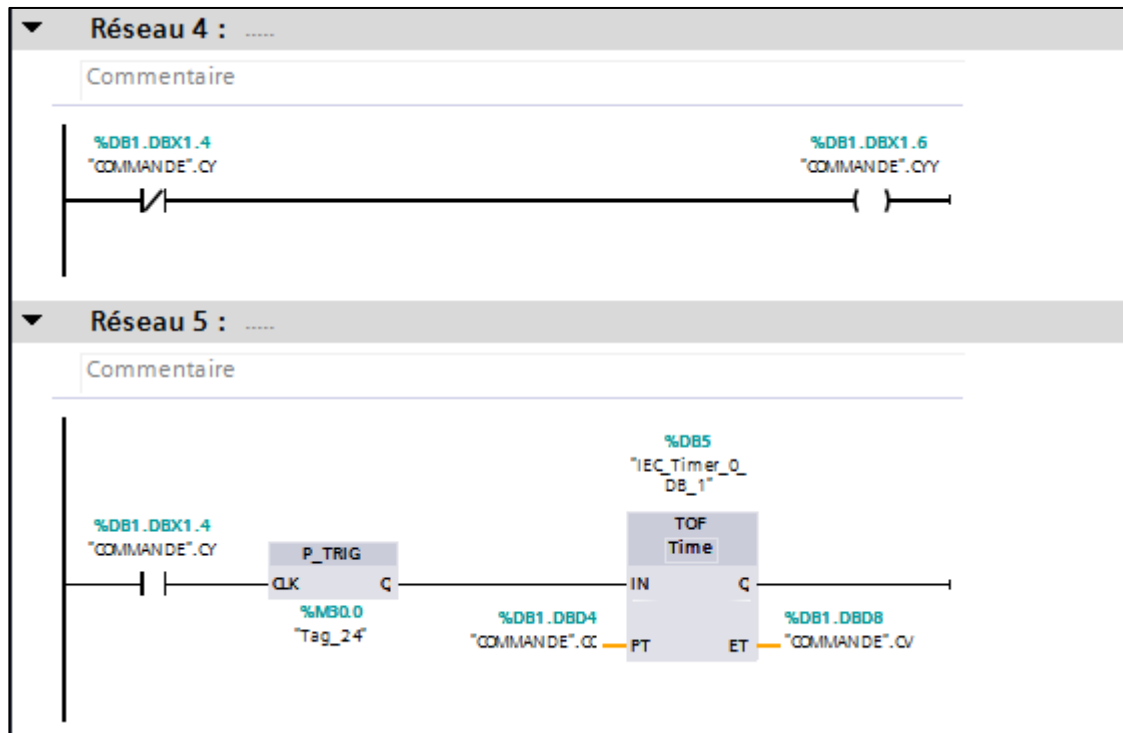 Réseau 4 : .....
Commentaire
%DB1.DBX1.4
"COMMANDE".CY
%DB1.DBX1.6
"COMMANDE".CYY
Réseau 5 : .....
Commentaire
%DB5
"IEC_Timer_0_
DB_1"
%DB1.DBX1.4
"COMMANDE".CY
P_TRIG
CLK Q
%M30.0
"Tag_24"
TOF
Time
IN Q
%DB1.DBD4
"COMMANDE".CC
PT
ET
%DB1.DBD8
"COMMANDE".CV